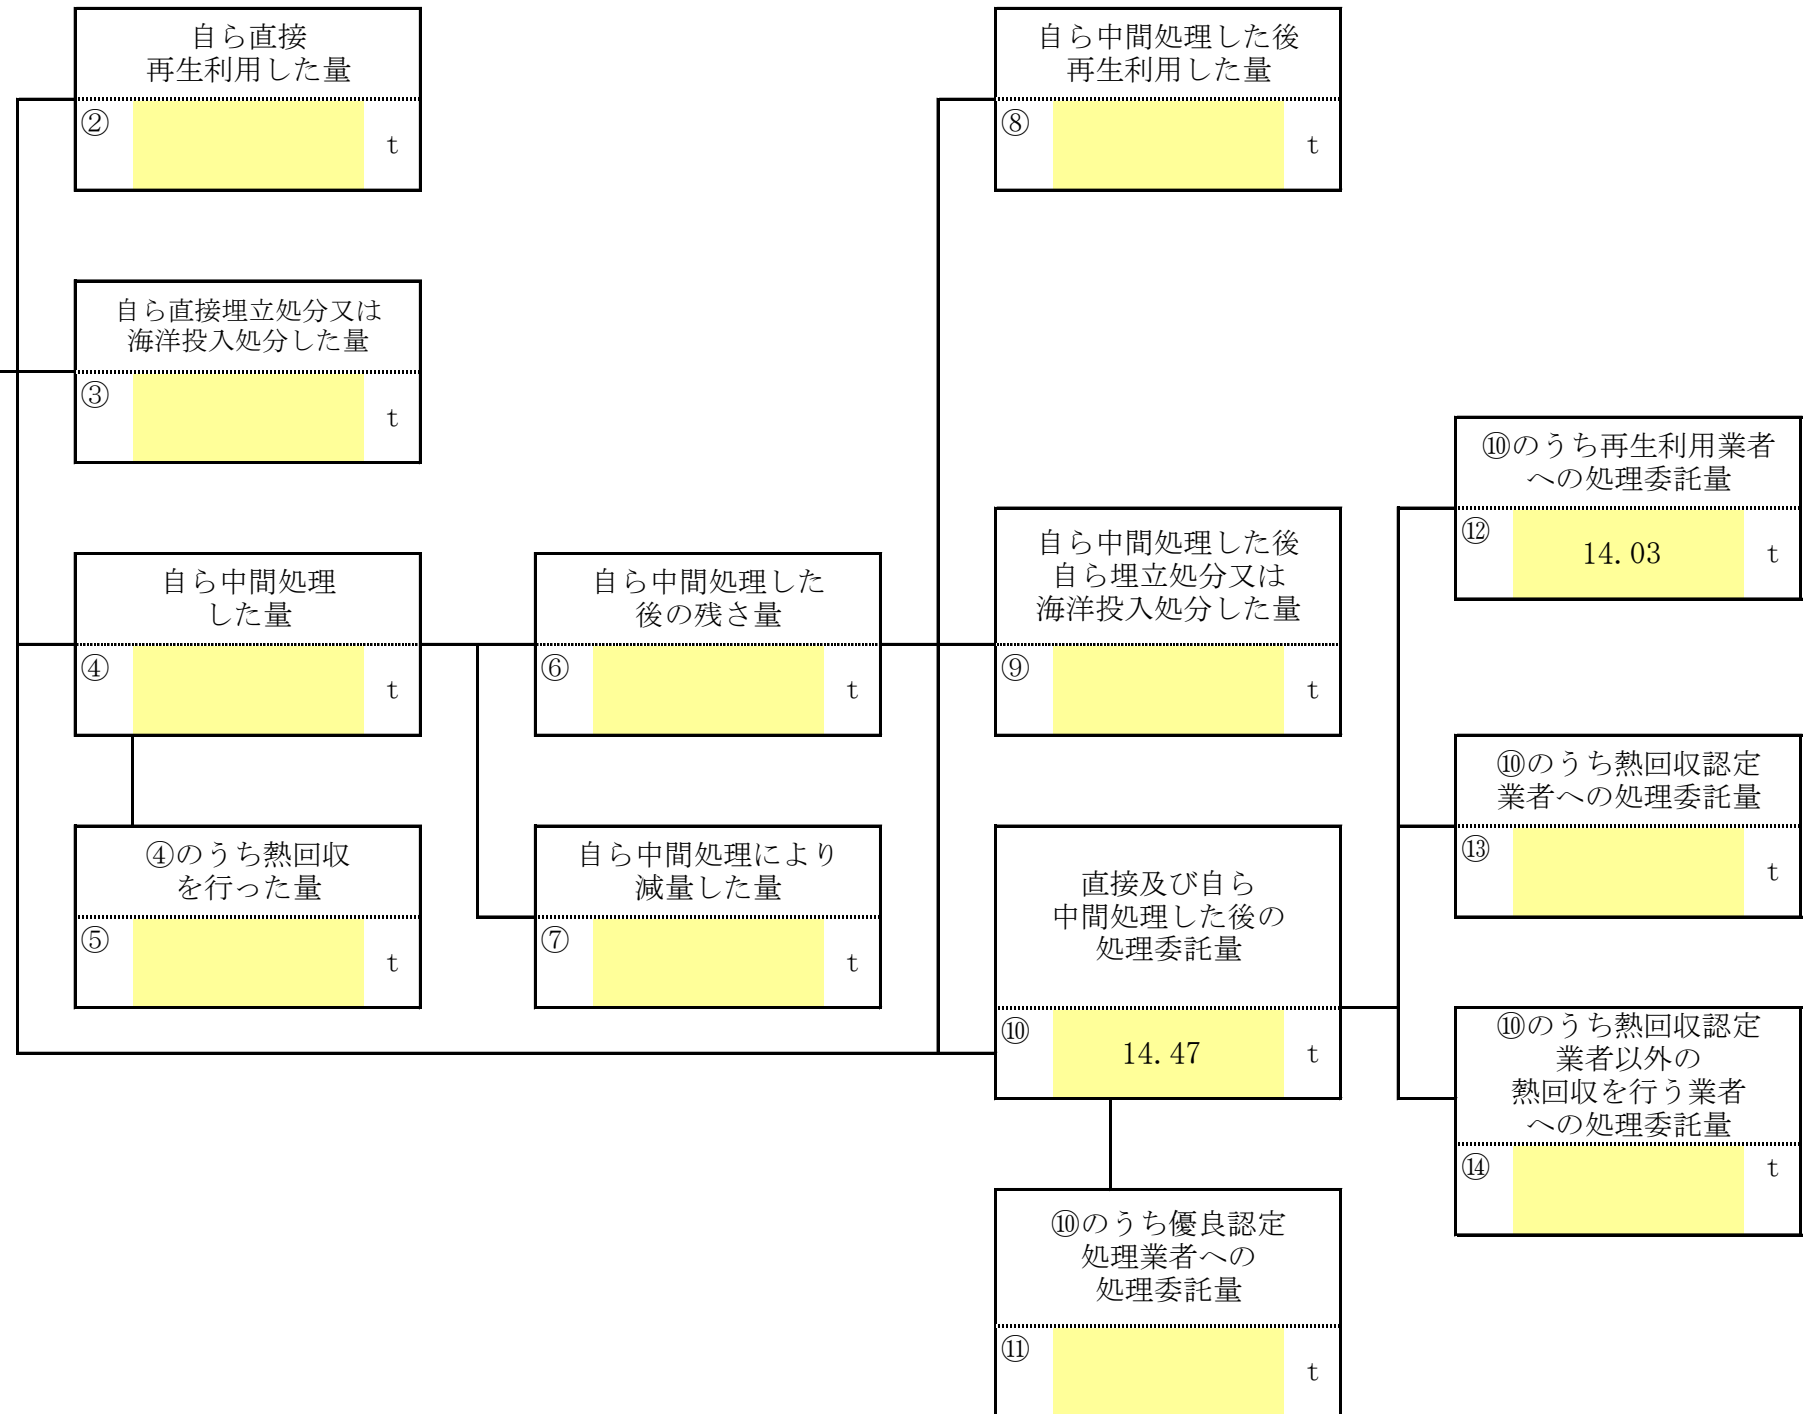 自ら直接
再生利用した量
②
t
自ら中間処理した後
再生利用した量
⑧
t
自ら直接埋立処分又は
海洋投入処分した量
③
t
⑩のうち再生利用業者
への処理委託量
⑫
14.03
t
自ら中間処理
した量
④
t
自ら中間処理した
後の残さ量
⑥
t
自ら中間処理した後
自ら埋立処分又は
海洋投入処分した量
⑨
t
⑩のうち熱回収認定
業者への処理委託量
⑬
t
④のうち熱回収
を行った量
⑤
t
自ら中間処理により
減量した量
⑦
t
直接及び自ら
中間処理した後の
処理委託量
⑩
14.47
t
⑩のうち熱回収認定
業者以外の
熱回収を行う業者
への処理委託量
⑭
t
⑩のうち優良認定
処理業者への
処理委託量
⑪
t